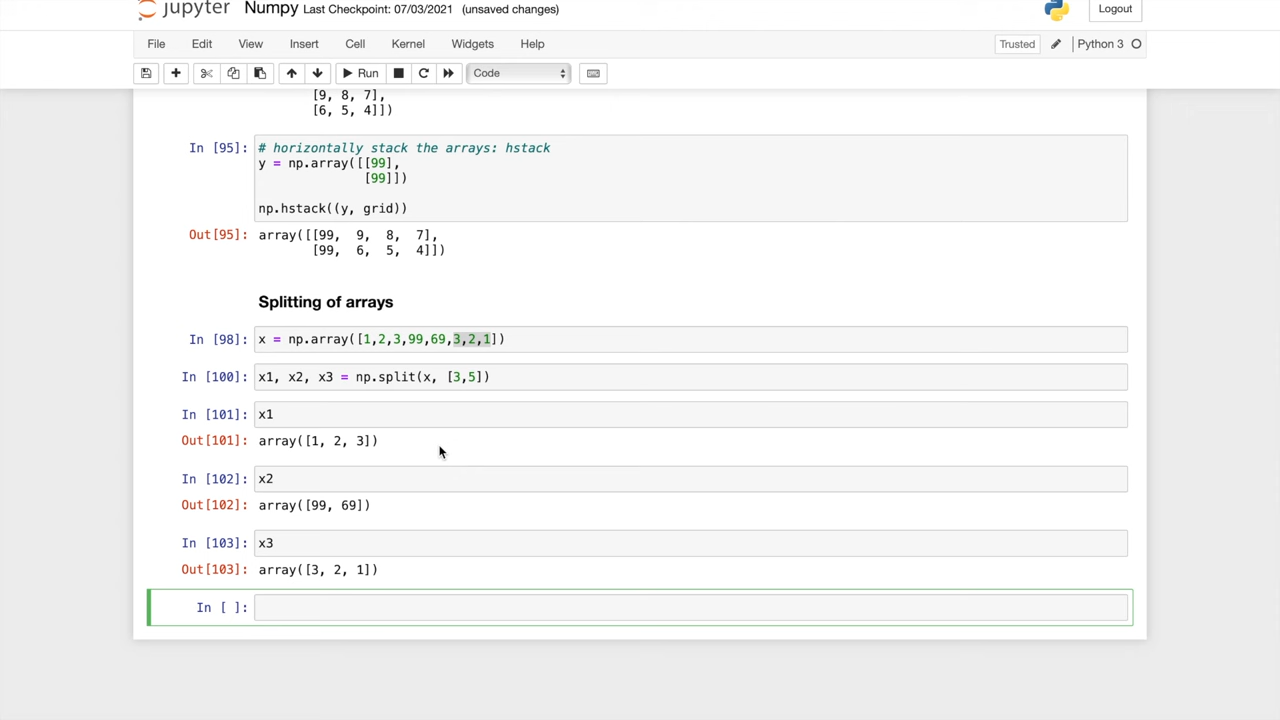 jupyter Numpy Last Checkpoint: 07/03/2021 (unsaved changes) Logout
File Edit View Insert Cell Kernel Widgets Help Trusted Python 3
Run Code
[9, 8, 7],
[6, 5, 4]])
In [95]: # horizontally stack the arrays: hstack
y = np.array([[99],
[99]])
np.hstack((y, grid))
Out[95]: array([[99, 9, 8, 7],
[99, 6, 5, 4]])
Splitting of arrays
In [98]: x = np.array([1,2,3,99,69,3,2,1])
In [100]: x1, x2, x3 = np.split(x, [3,5])
In [101]: x1
Out[101]: array([1, 2, 3])
In [102]: x2
Out[102]: array([99, 69])
In [103]: x3
Out[103]: array([3, 2, 1])
In [ ]: